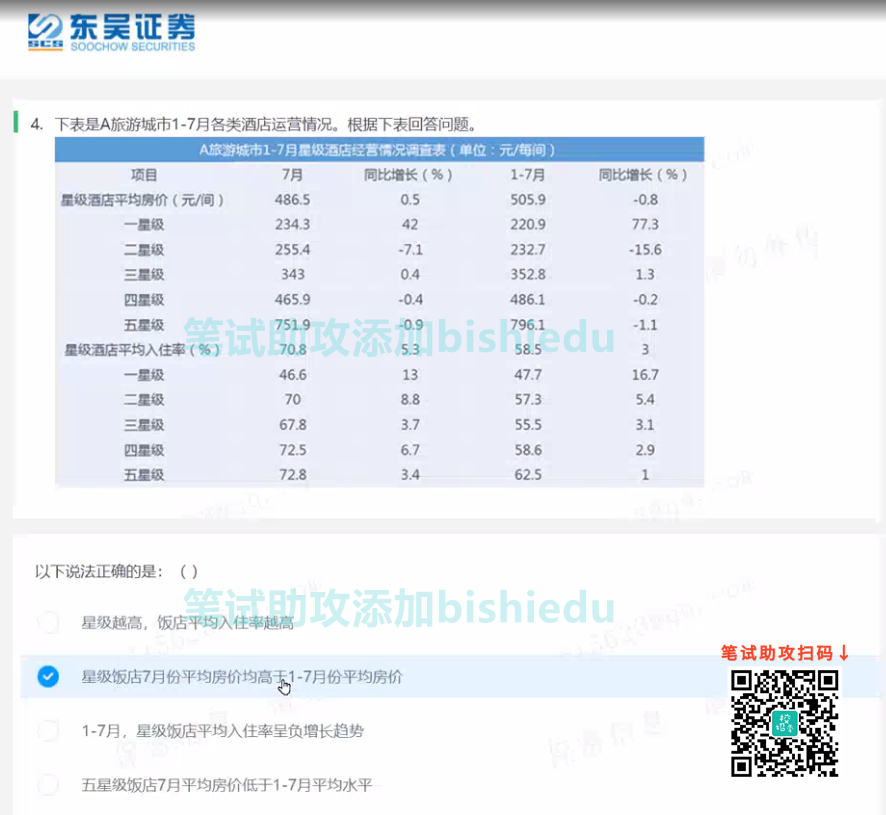 东吴证券
SCS SOOCHOW SECURITIES
4. 下表是A旅游城市1-7月各类酒店运营情况。根据下表回答问题。
A旅游城市1-7月星级酒店经营情况调查表（单位：元/每间）
项目 7月 同比增长（%） 1-7月 同比增长（%）
星级酒店平均房价（元/间） 486.5 0.5 505.9 -0.8
一星级 234.3 42 220.9 77.3
二星级 255.4 -7.1 232.7 -15.6
三星级 343 0.4 352.8 1.3
四星级 465.9 -0.4 486.1 -0.2
五星级 751.9 -0.9 796.1 -1.1
笔试助攻添加bishiedu
星级酒店平均入住率（%） 70.8 5.3 58.5 3
一星级 46.6 13 47.7 16.7
二星级 70 8.8 57.3 5.4
三星级 67.8 3.7 55.5 3.1
四星级 72.5 6.7 58.6 2.9
五星级 72.8 3.4 62.5 1
以下说法正确的是：（ ）
笔试助攻添加bishiedu
星级越高，饭店平均入住率越高
笔试助攻扫码↓
星级饭店7月份平均房价均高于1-7月份平均房价
1-7月，星级饭店平均入住率呈负增长趋势
五星级饭店7月平均房价低于1-7月平均水平